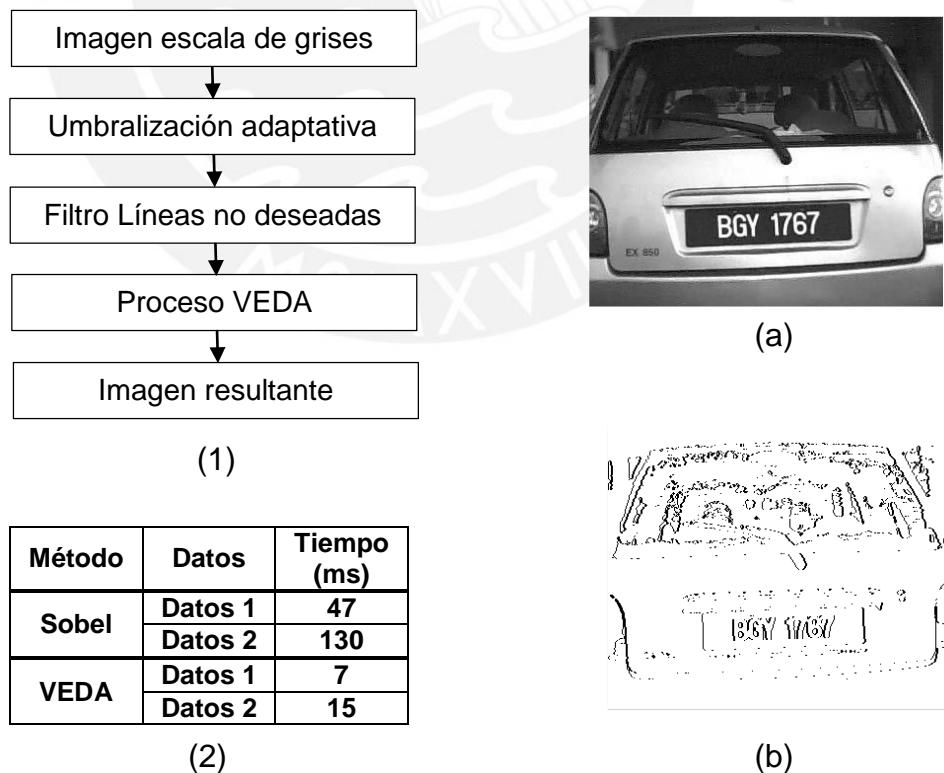 Imagen escala de grises
Umbralización adaptativa
Filtro Líneas no deseadas
Proceso VEDA
Imagen resultante
(1)
BGY 1767
EX 850
(a)
Método Datos Tiempo (ms)
Sobel Datos 1 47
Datos 2 130
VEDA Datos 1 7
Datos 2 15
(2)
BGY 1767
(b)